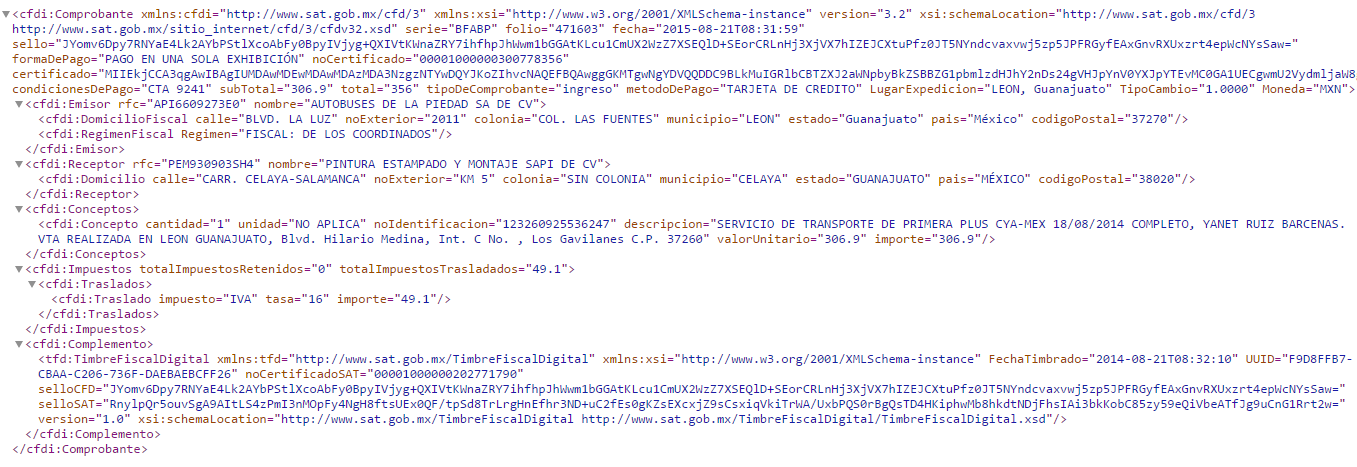 <cfdi:Comprobante xmlns:cfdi="http://www.sat.gob.mx/cfd/3" xmlns:xsi="http://www.w3.org/2001/XMLSchema-instance" version="3.2" xsi:schemaLocation="http://www.sat.gob.mx/cfd/3
http://www.sat.gob.mx/sitio_internet/cfd/3/cfdv32.xsd" serie="BFABP" folio="471603" fecha="2015-08-21T08:31:59"
sello="JYomv6Dpy7RNYaE4Lk2AYbPStlXcoAbFy0BpyIVjyg+QXIVtKWnaZRY7ihfhpJhWwm1bGGAtKLcu1CmUX2WzZ7XSEQlD+SEorCRLnHj3XjVX7hIZEJCXtuPfz0JT5NYndcvaxvwj5zp5JPFRGyfEAxGnvRXUxzrt4epWcNYsSaw="
formaDePago="PAGO EN UNA SOLA EXHIBICIÓN" noCertificado="00001000000300778356"
certificado="MIIEkjCCA3qgAwIBAgIUMDAwMDEwMDAwMDAzMDA3NzgzNTYwDQYJKoZIhvcNAQEFBQAwggGKMTgwNgYDVQQDDC9BLkMuIGRlbCBTZXJ2aWNpbyBkZSBBZG1pbmlzdHJhY2nDs24gVHJpYnV0YXJpYTEvMC0GA1UECgwmU2VydmljaW8
condicionesDePago="CTA 9241" subTotal="306.9" total="356" tipoDeComprobante="ingreso" metodoDePago="TARJETA DE CREDITO" LugarExpedicion="LEON, Guanajuato" TipoCambio="1.0000" Moneda="MXN">
<cfdi:Emisor rfc="API6609273E0" nombre="AUTOBUSES DE LA PIEDAD SA DE CV">
<cfdi:DomicilioFiscal calle="BLVD. LA LUZ" noExterior="2011" colonia="COL. LAS FUENTES" municipio="LEON" estado="Guanajuato" pais="México" codigoPostal="37270"/>
<cfdi:RegimenFiscal Regimen="FISCAL: DE LOS COORDINADOS"/>
</cfdi:Emisor>
<cfdi:Receptor rfc="PEM930903SH4" nombre="PINTURA ESTAMPADO Y MONTAJE SAPI DE CV">
<cfdi:Domicilio calle="CARR. CELAYA-SALAMANCA" noExterior="KM 5" colonia="SIN COLONIA" municipio="CELAYA" estado="GUANAJUATO" pais="MÉXICO" codigoPostal="38020"/>
</cfdi:Receptor>
<cfdi:Conceptos>
<cfdi:Concepto cantidad="1" unidad="NO APLICA" noIdentificacion="123260925536247" descripcion="SERVICIO DE TRANSPORTE DE PRIMERA PLUS CYA-MEX 18/08/2014 COMPLETO, YANET RUIZ BARCENAS.
VTA REALIZADA EN LEON GUANAJUATO, Blvd. Hilario Medina, Int. C No. , Los Gavilanes C.P. 37260" valorUnitario="306.9" importe="306.9"/>
</cfdi:Conceptos>
<cfdi:Impuestos totalImpuestosRetenidos="0" totalImpuestosTrasladados="49.1">
<cfdi:Traslados>
<cfdi:Traslado impuesto="IVA" tasa="16" importe="49.1"/>
</cfdi:Traslados>
</cfdi:Impuestos>
<cfdi:Complemento>
<tfd:TimbreFiscalDigital xmlns:tfd="http://www.sat.gob.mx/TimbreFiscalDigital" xmlns:xsi="http://www.w3.org/2001/XMLSchema-instance" FechaTimbrado="2014-08-21T08:32:10" UUID="F9D8FFB7-
CBAA-C206-736F-DAEBAEBCFF26" noCertificadoSAT="00001000000202771790"
selloCFD="JYomv6Dpy7RNYaE4Lk2AYbPStlXcoAbFy0BpyIVjyg+QXIVtKWnaZRY7ihfhpJhWwm1bGGAtKLcu1CmUX2WzZ7XSEQlD+SEorCRLnHj3XjVX7hIZEJCXtuPfz0JT5NYndcvaxvwj5zp5JPFRGyfEAxGnvRXUxzrt4epWcNYsSaw="
selloSAT="RnylpQr5ouvSgA9AItLS4zPmI3nMOpFy4NgH8ftsUEx0QF/tpSd8TrLrgHnEfhr3ND+uC2fEs0gKZsEXcxjZ9sCsxiqVkiTrWA/UxbPQS0rBgQsTD4HKiphwMb8hkdtNDjFhsIAi3bkKobC85zy59eQiVbeATfJg9uCnG1Rrt2w="
version="1.0" xsi:schemaLocation="http://www.sat.gob.mx/TimbreFiscalDigital http://www.sat.gob.mx/TimbreFiscalDigital/TimbreFiscalDigital.xsd"/>
</cfdi:Complemento>
</cfdi:Comprobante>